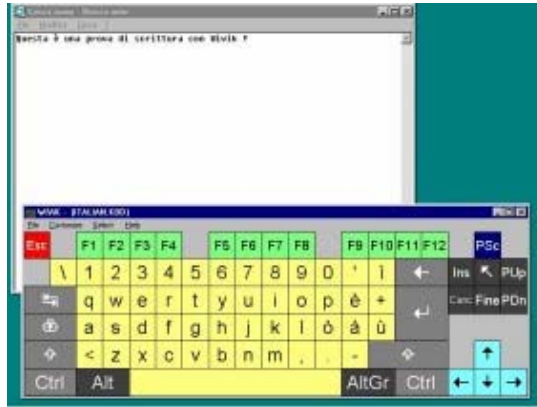 Questa è una prova di scrittura con Wivik !
WIVIK - [ITALIAN.KBD]
File Help
Esc F1 F2 F3 F4 F5 F6 F7 F8 F9 F10 F11 F12 PSc
\ 1 2 3 4 5 6 7 8 9 0 ' ì Ins PUp
q w e r t y u i o p è + Canc Fine PDn
a s d f g h j k l ò à ù
< z x c v b n m , . -
Ctrl Alt AltGr Ctrl